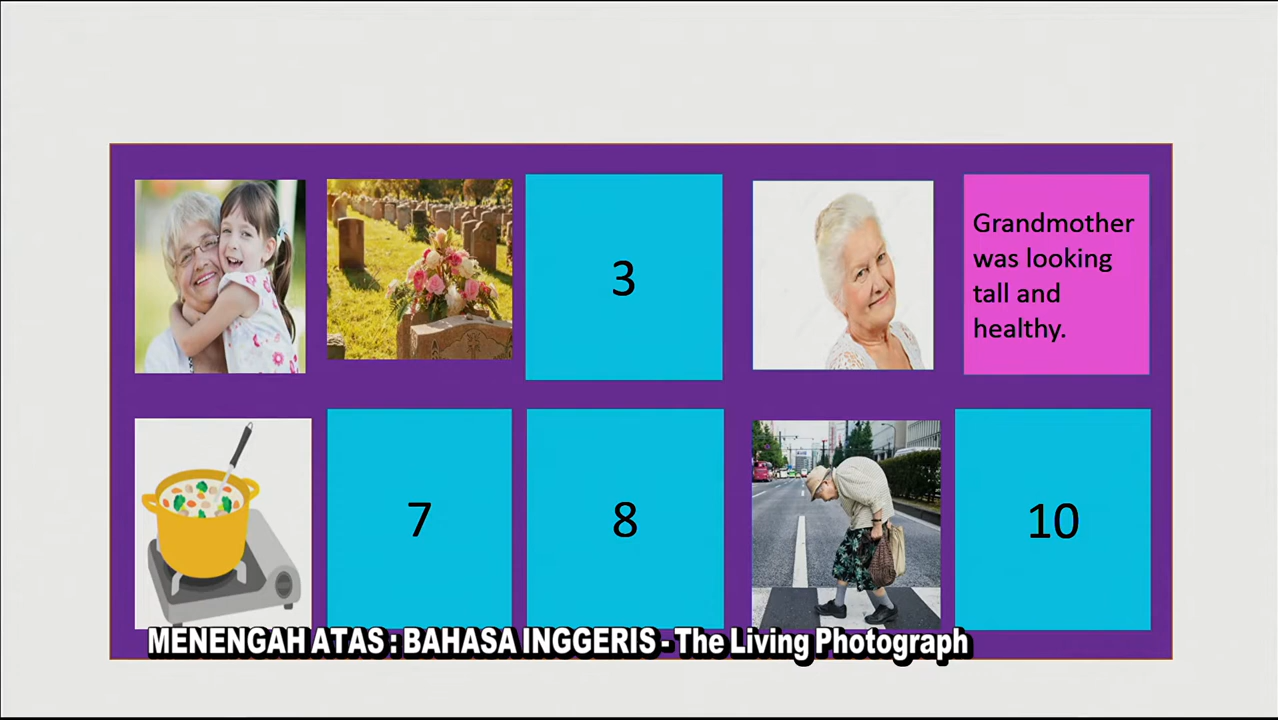 3
Grandmother
was looking
tall and
healthy.
7
8
10
MENENGAH ATAS : BAHASA INGGERIS - The Living Photograph